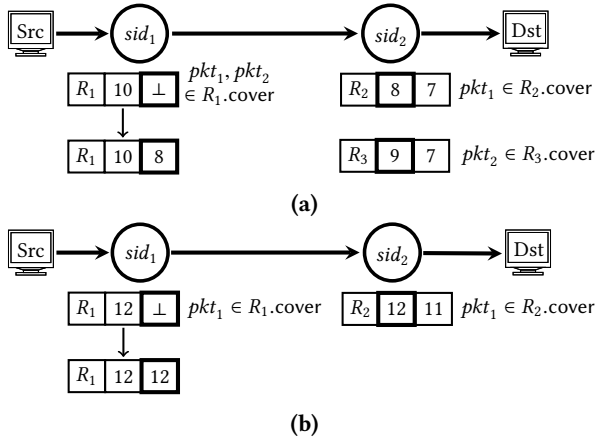 Src sid₁ sid₂ Dst
R₁ 10 ⊥ pkt₁, pkt₂ R₂ 8 7 pkt₁ ∈ R₂.cover
∈ R₁.cover
R₁ 10 8 R₃ 9 7 pkt₂ ∈ R₃.cover
(a)
Src sid₁ sid₂ Dst
R₁ 12 ⊥ pkt₁ ∈ R₁.cover R₂ 12 11 pkt₁ ∈ R₂.cover
R₁ 12 12
(b)